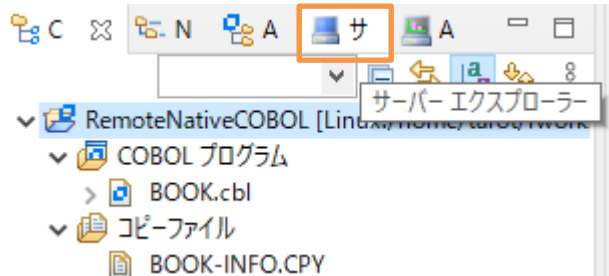 C N A サ A
サーバー エクスプローラー
RemoteNativeCOBOL [Linux:/home/tarot/rwork
COBOL プログラム
BOOK.cbl
コピーファイル
BOOK-INFO.CPY